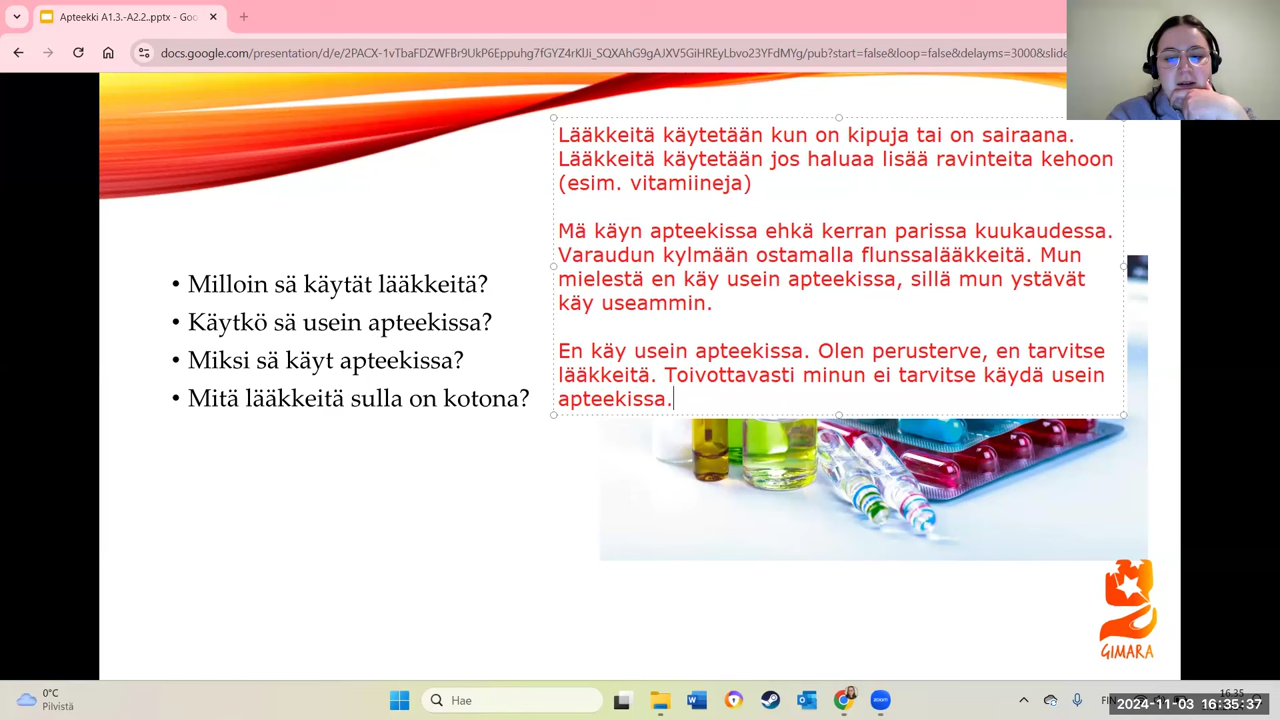 Apteekki A1.3.-A2.2.pptx - Goo
docs.google.com/presentation/d/e/2PACX-1vTbaFDZWFBr9UkP6Eppuhg7fGYZ4rKlJi_SQXAhG9gAJXV5GiHREyLbvo23YFdMYg/pub?start=false&loop=false&delayms=3000&slide
Lääkkeitä käytetään kun on kipuja tai on sairaana.
Lääkkeitä käytetään jos haluaa lisää ravinteita kehoon
(esim. vitamiineja)
Mä käyn apteekissa ehkä kerran parissa kuukaudessa.
Varaudun kylmään ostamalla flunssalääkkeitä. Mun
mielestä en käy usein apteekissa, sillä mun ystävät
käy useammin.
En käy usein apteekissa. Olen perusterve, en tarvitse
lääkkeitä. Toivottavasti minun ei tarvitse käydä usein
apteekissa.
• Milloin sä käytät lääkkeitä?
• Käytkö sä usein apteekissa?
• Miksi sä käyt apteekissa?
• Mitä lääkkeitä sulla on kotona?
GIMARA
0°C
Pilvistä
Hae
zoom
FIN
16.35
2024-11-03 16:35:37